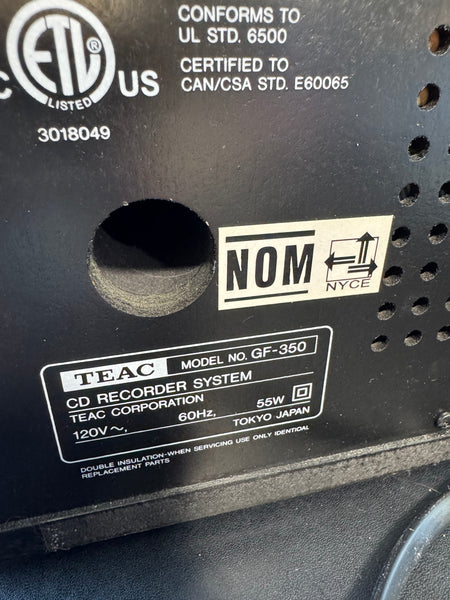 CONFORMS TO
UL STD. 6500
CERTIFIED TO
CAN/CSA STD. E60065
C ETL US
®
LISTED
3018049
NOM
NYCE
TEAC MODEL NO. GF-350
CD RECORDER SYSTEM
TEAC CORPORATION
120V~, 60Hz, 55W
TOKYO JAPAN
DOUBLE INSULATION-WHEN SERVICING USE ONLY IDENTICAL
REPLACEMENT PARTS